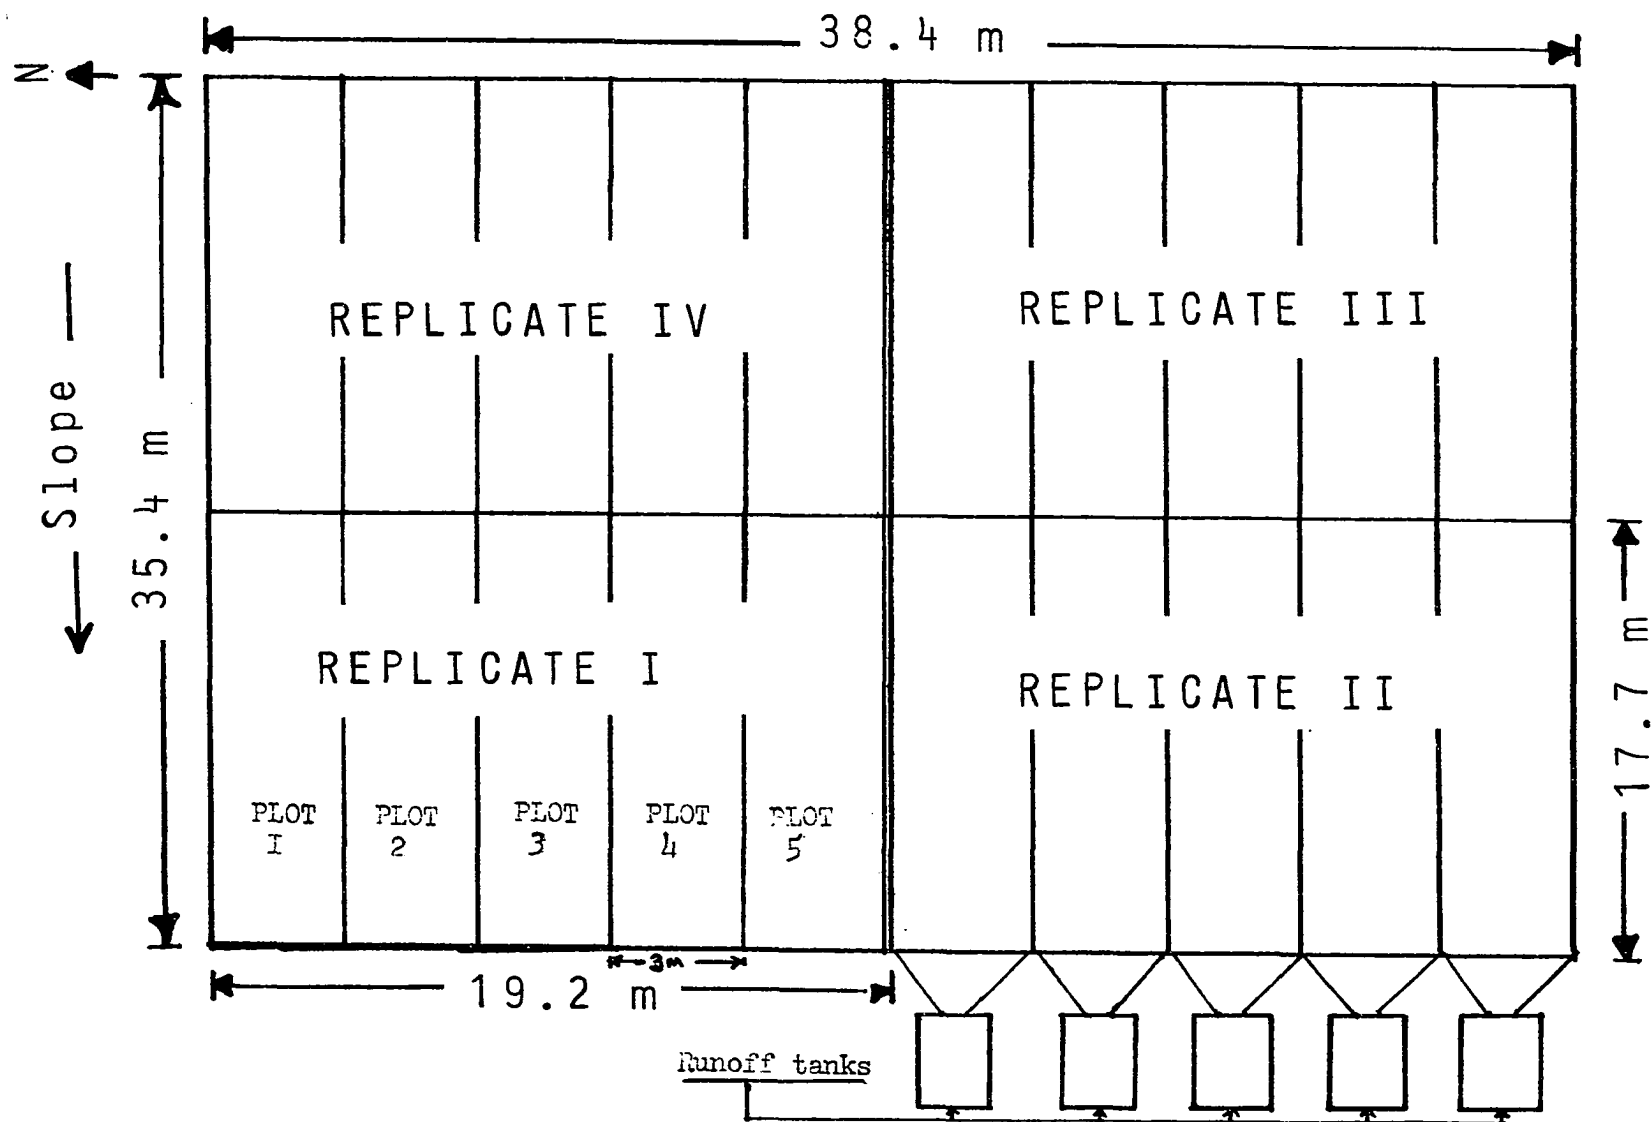 38.4 m
N
REPLICATE IV
REPLICATE III
Slope
35.4 m
REPLICATE I
REPLICATE II
17.7 m
PLOT
I
PLOT
2
PLOT
3
PLOT
4
PLOT
5
3m
19.2 m
Runoff tanks